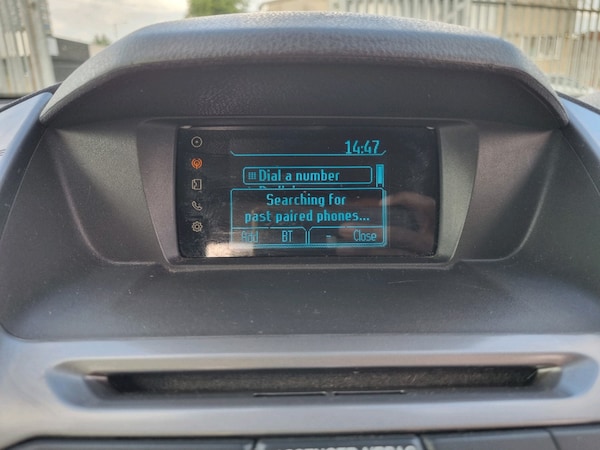 14:47
Dial a number
Searching for
past paired phones...
Add BT Close